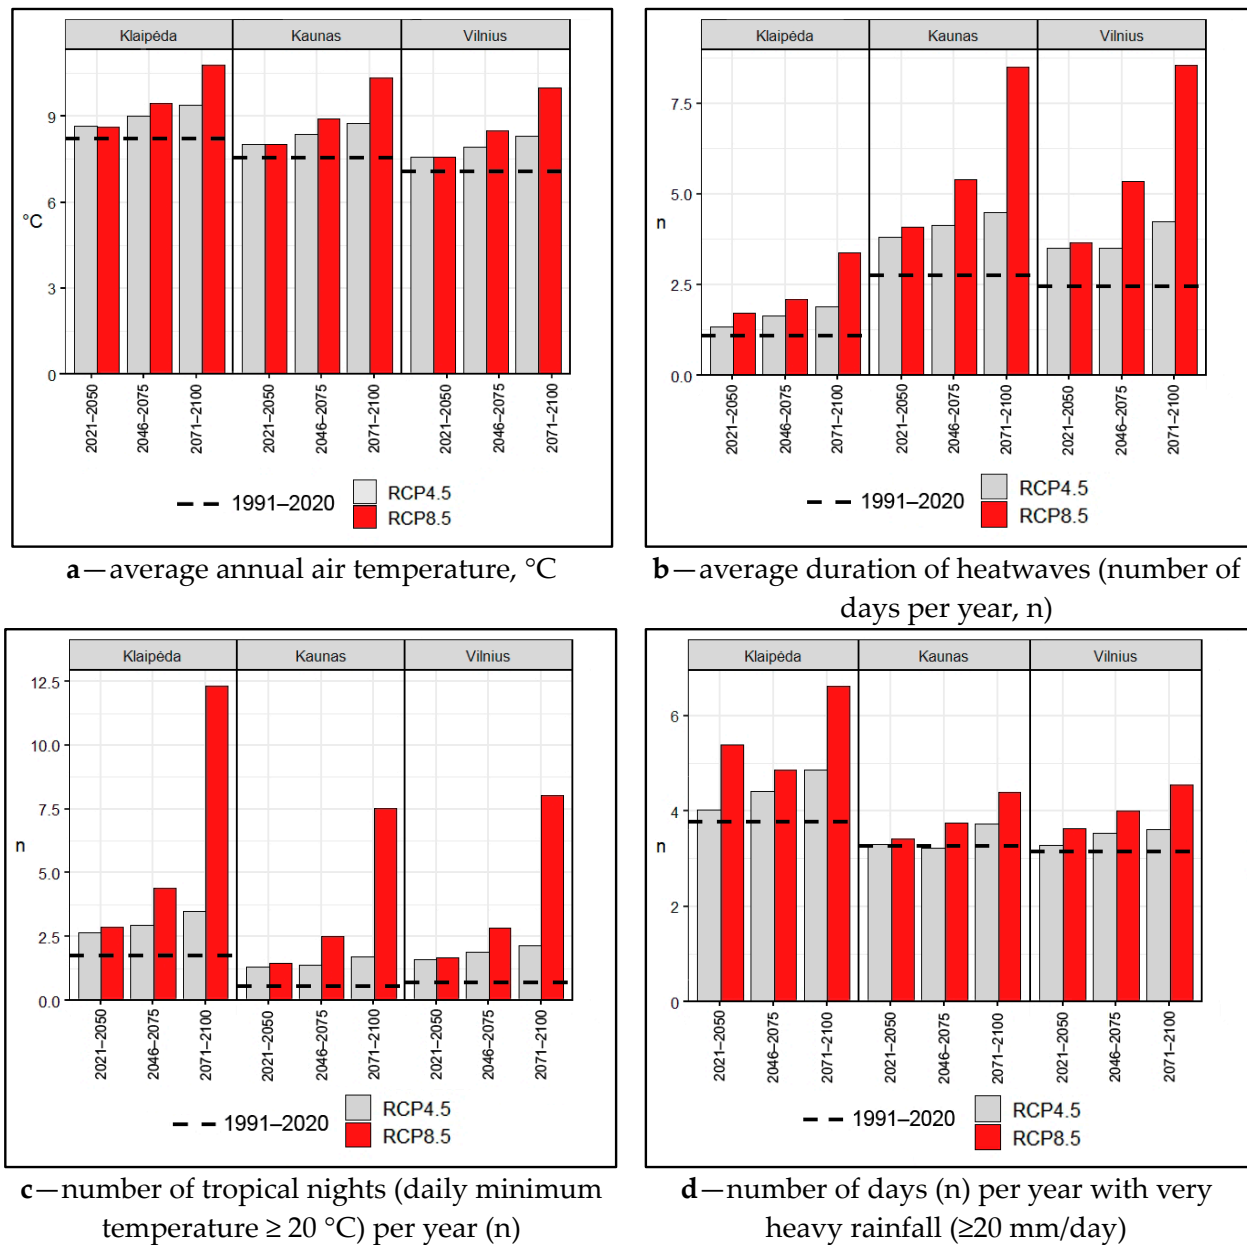 Klaipėda Kaunas Vilnius
9
6
°C
3
0
2021–2050 2046–2075 2071–2100 2021–2050 2046–2075 2071–2100 2021–2050 2046–2075 2071–2100
1991–2020
RCP4.5
RCP8.5
a—average annual air temperature, °C
Klaipėda Kaunas Vilnius
7.5
5.0
n
2.5
0.0
2021–2050 2046–2075 2071–2100 2021–2050 2046–2075 2071–2100 2021–2050 2046–2075 2071–2100
1991–2020
RCP4.5
RCP8.5
b—average duration of heatwaves (number of
days per year, n)
Klaipėda Kaunas Vilnius
12.5
10.0
7.5
n
5.0
2.5
0.0
2021–2050 2046–2075 2071–2100 2021–2050 2046–2075 2071–2100 2021–2050 2046–2075 2071–2100
1991–2020
RCP4.5
RCP8.5
c—number of tropical nights (daily minimum
temperature ≥ 20 °C) per year (n)
Klaipėda Kaunas Vilnius
6
4
n
2
0
2021–2050 2046–2075 2071–2100 2021–2050 2046–2075 2071–2100 2021–2050 2046–2075 2071–2100
1991–2020
RCP4.5
RCP8.5
d—number of days (n) per year with very
heavy rainfall (≥20 mm/day)